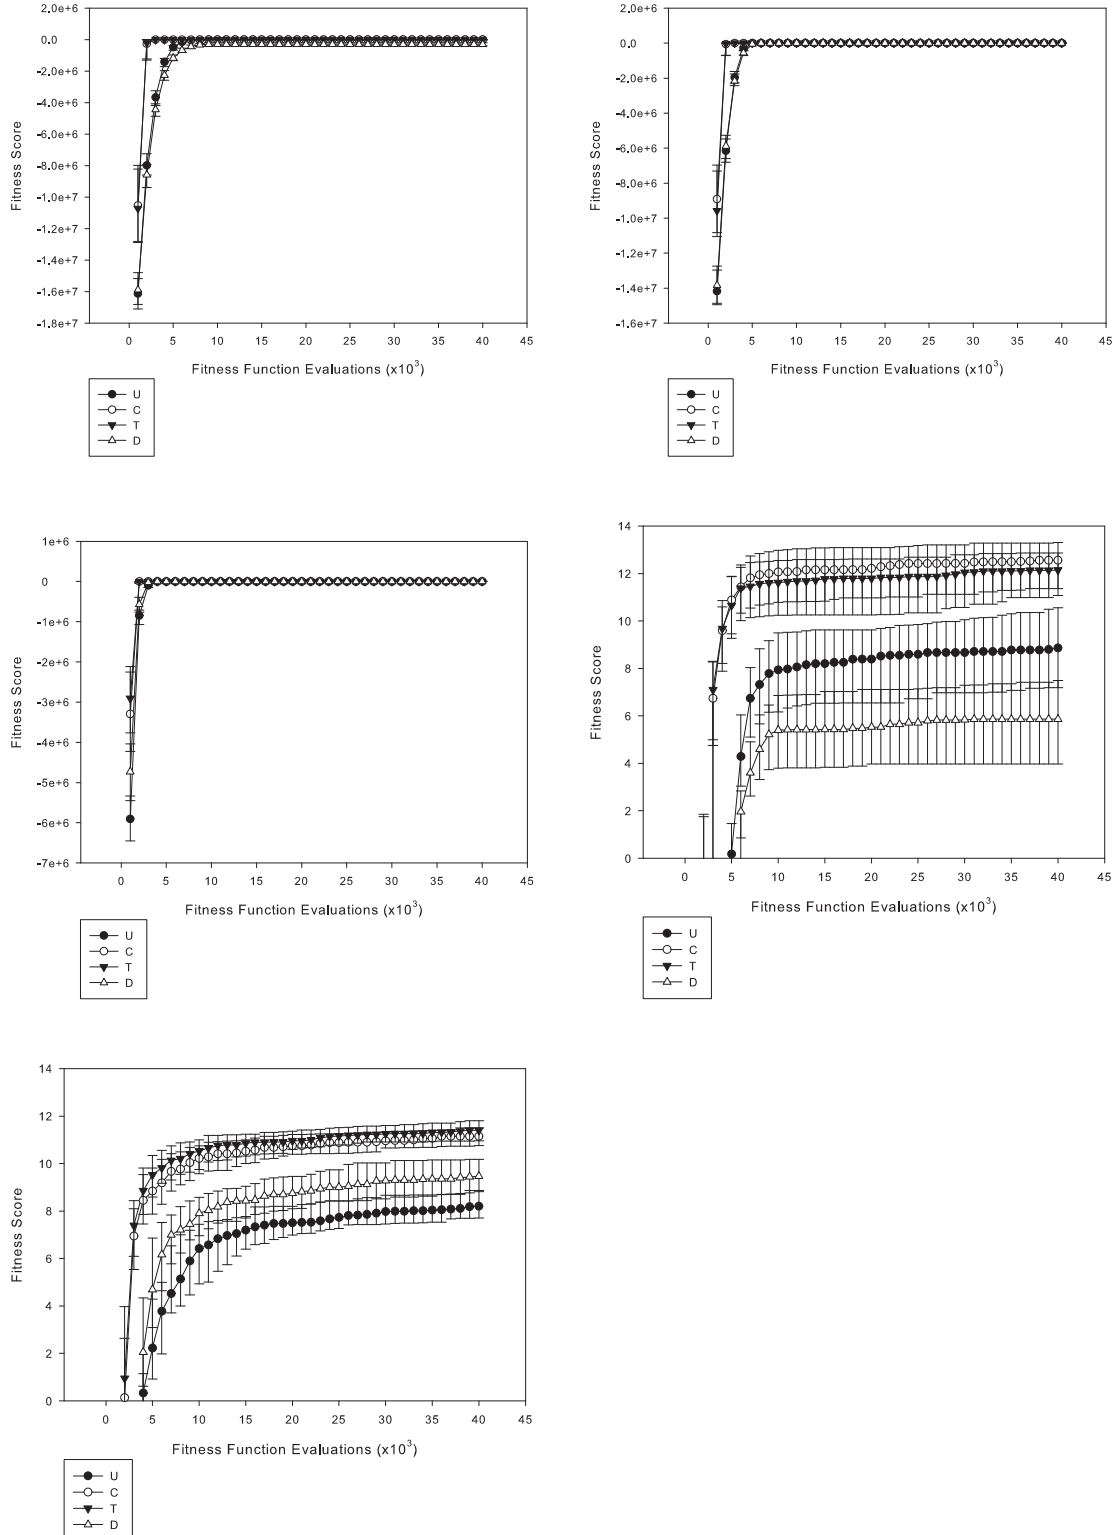 2.0e+6
0.0
-2.0e+6
-4.0e+6
-6.0e+6
-8.0e+6
-1.0e+7
-1.2e+7
-1.4e+7
-1.6e+7
-1.8e+7
Fitness Score
0 5 10 15 20 25 30 35 40 45
Fitness Function Evaluations (x10³)
U
C
T
D
2.0e+6
0.0
-2.0e+6
-4.0e+6
-6.0e+6
-8.0e+6
-1.0e+7
-1.2e+7
-1.4e+7
-1.6e+7
Fitness Score
0 5 10 15 20 25 30 35 40 45
Fitness Function Evaluations (x10³)
U
C
T
D
1e+6
0
-1e+6
-2e+6
-3e+6
-4e+6
-5e+6
-6e+6
-7e+6
Fitness Score
0 5 10 15 20 25 30 35 40 45
Fitness Function Evaluations (x10³)
U
C
T
D
14
12
10
8
6
4
2
0
Fitness Score
0 5 10 15 20 25 30 35 40 45
Fitness Function Evaluations (x10³)
U
C
T
D
14
12
10
8
6
4
2
0
Fitness Score
0 5 10 15 20 25 30 35 40 45
Fitness Function Evaluations (x10³)
U
C
T
D